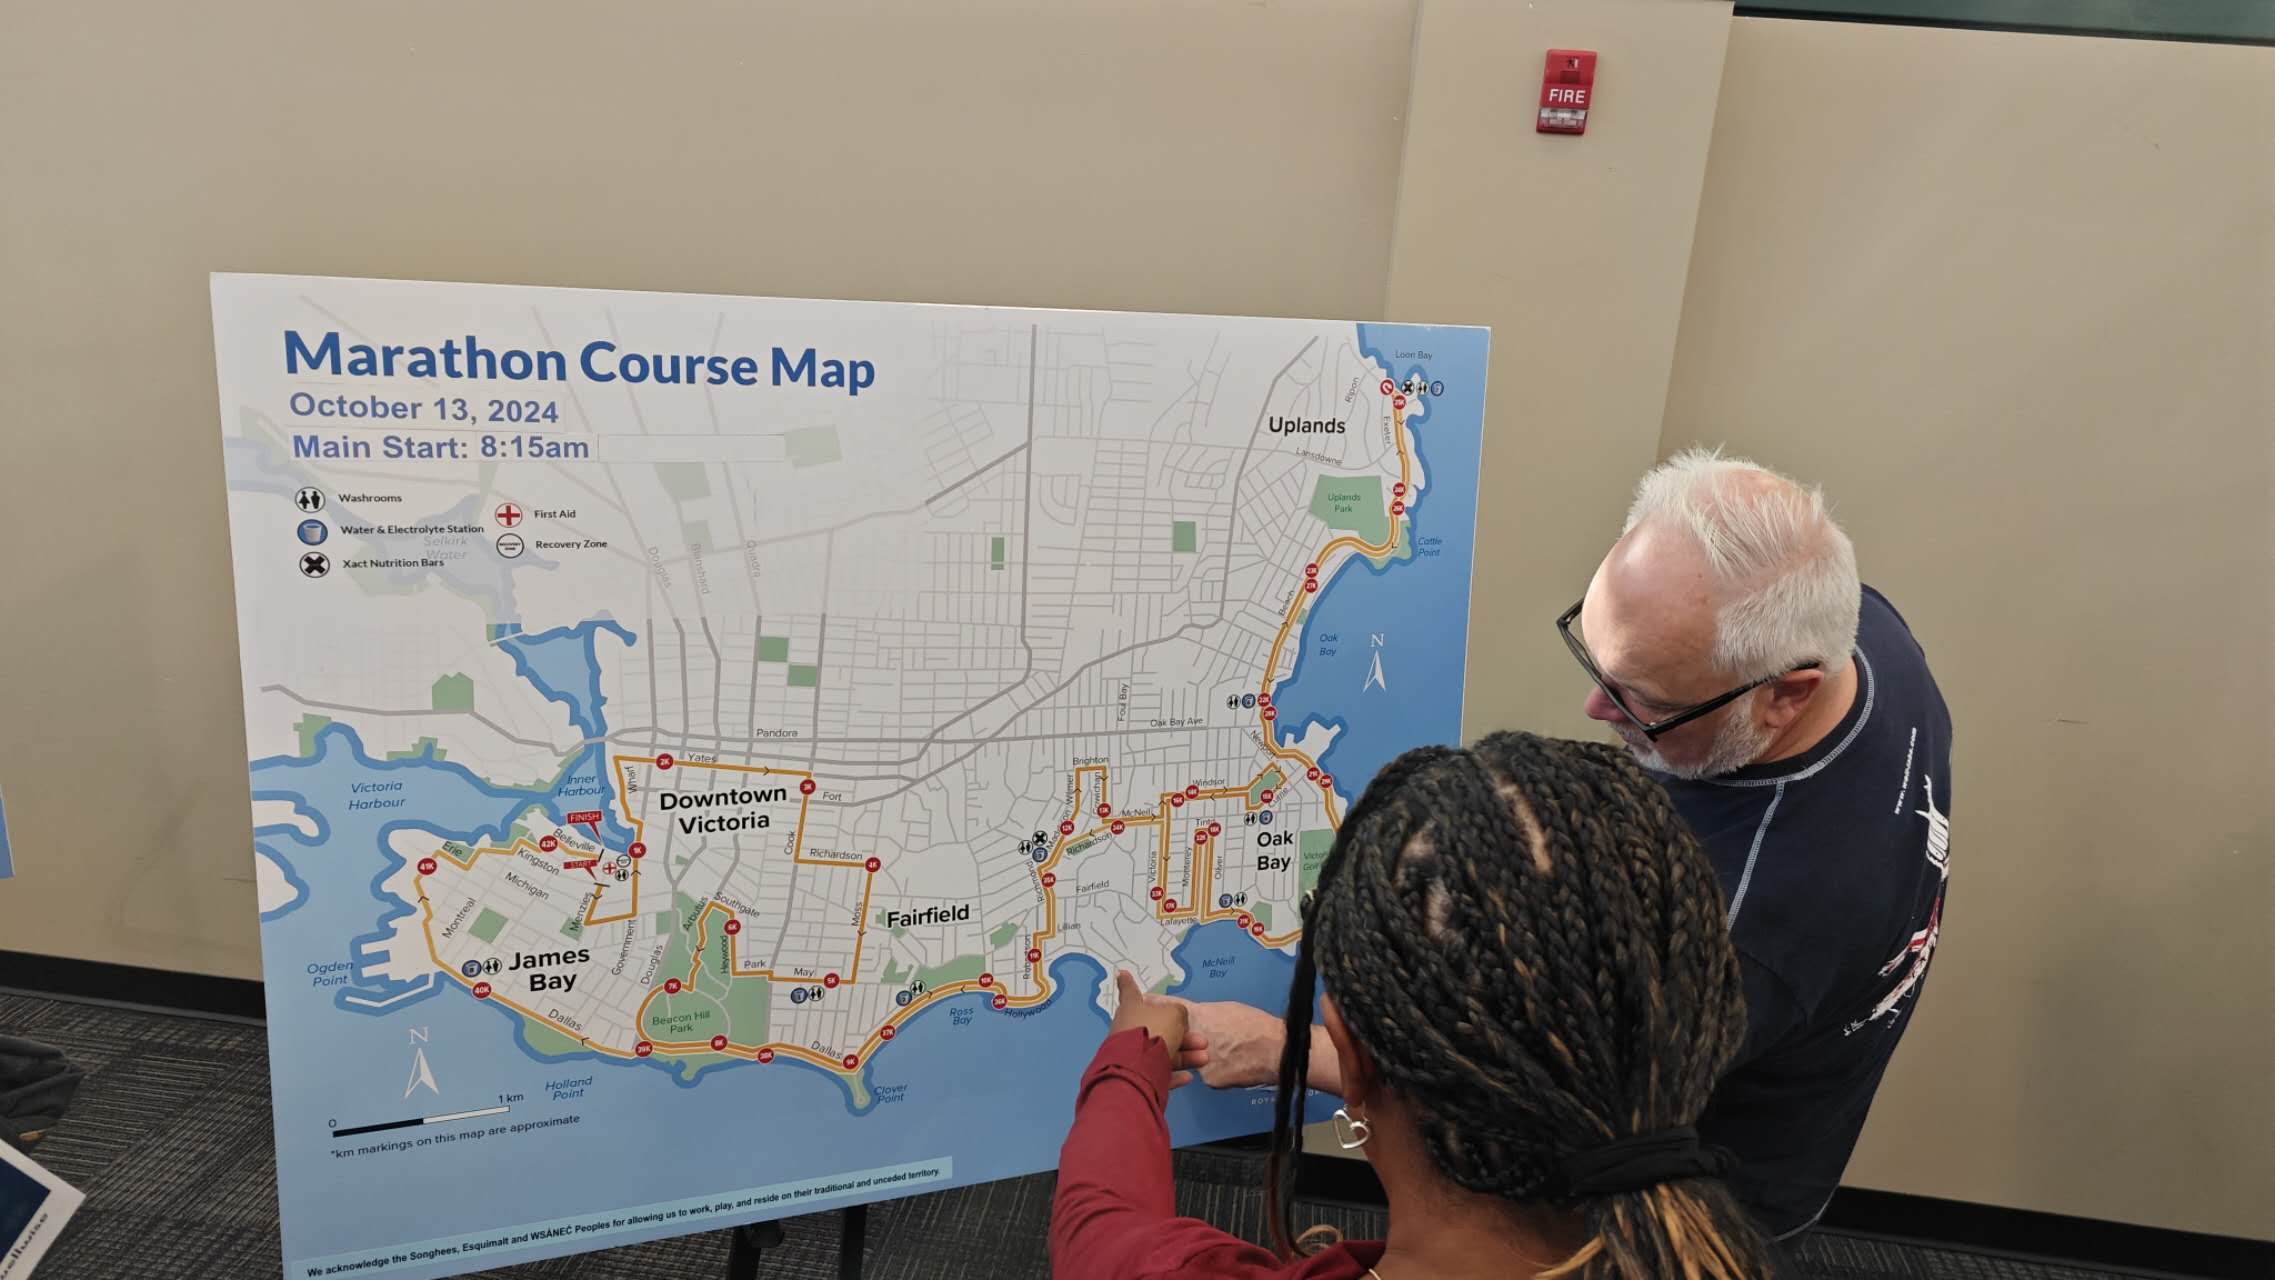 FIRE
Marathon Course Map
October 13, 2024
Main Start: 8:15am
Washrooms
Water & Electrolyte Station
Xact Nutrition Bars
First Aid
Recovery Zone
Selkirk
Water
Douglas
Blanshard
Quadra
Loon Bay
Ripon
Exeter
Uplands
Lansdowne
Uplands
Park
Cattle
Point
Beach
Oak
Bay
N
Foul Bay
Oak Bay Ave
Pandora
Newport
Yates
Wharf
Fort
Downtown
Victoria
Inner
Harbour
Victoria
Harbour
Cook
Richardson
Brighton
Windsor
McNeil
Richardson
Oak
Bay
Victoria
Monterey
Oliver
Lafayette
FINISH
START
Belleville
Erie
Kingston
Michigan
Menzies
Montreal
Government
Douglas
Arbutus
Southgate
Heywood
Park
May
Moss
Fairfield
Fairfield
Lillian
Richmond
Robertson
Hollywood
Ross
Bay
McNeill
Bay
James
Bay
Ogden
Point
Beacon Hill
Park
Dallas
Dallas
Holland
Point
Clover
Point
1K
2K
3K
4K
5K
6K
7K
8K
9K
10K
11K
12K
37K
38K
39K
40K
41K
42K
N
0
1 km
*km markings on this map are approximate
We acknowledge the Songhees, Esquimalt and WSÁNEĆ Peoples for allowing us to work, play, and reside on their traditional and unceded territory.